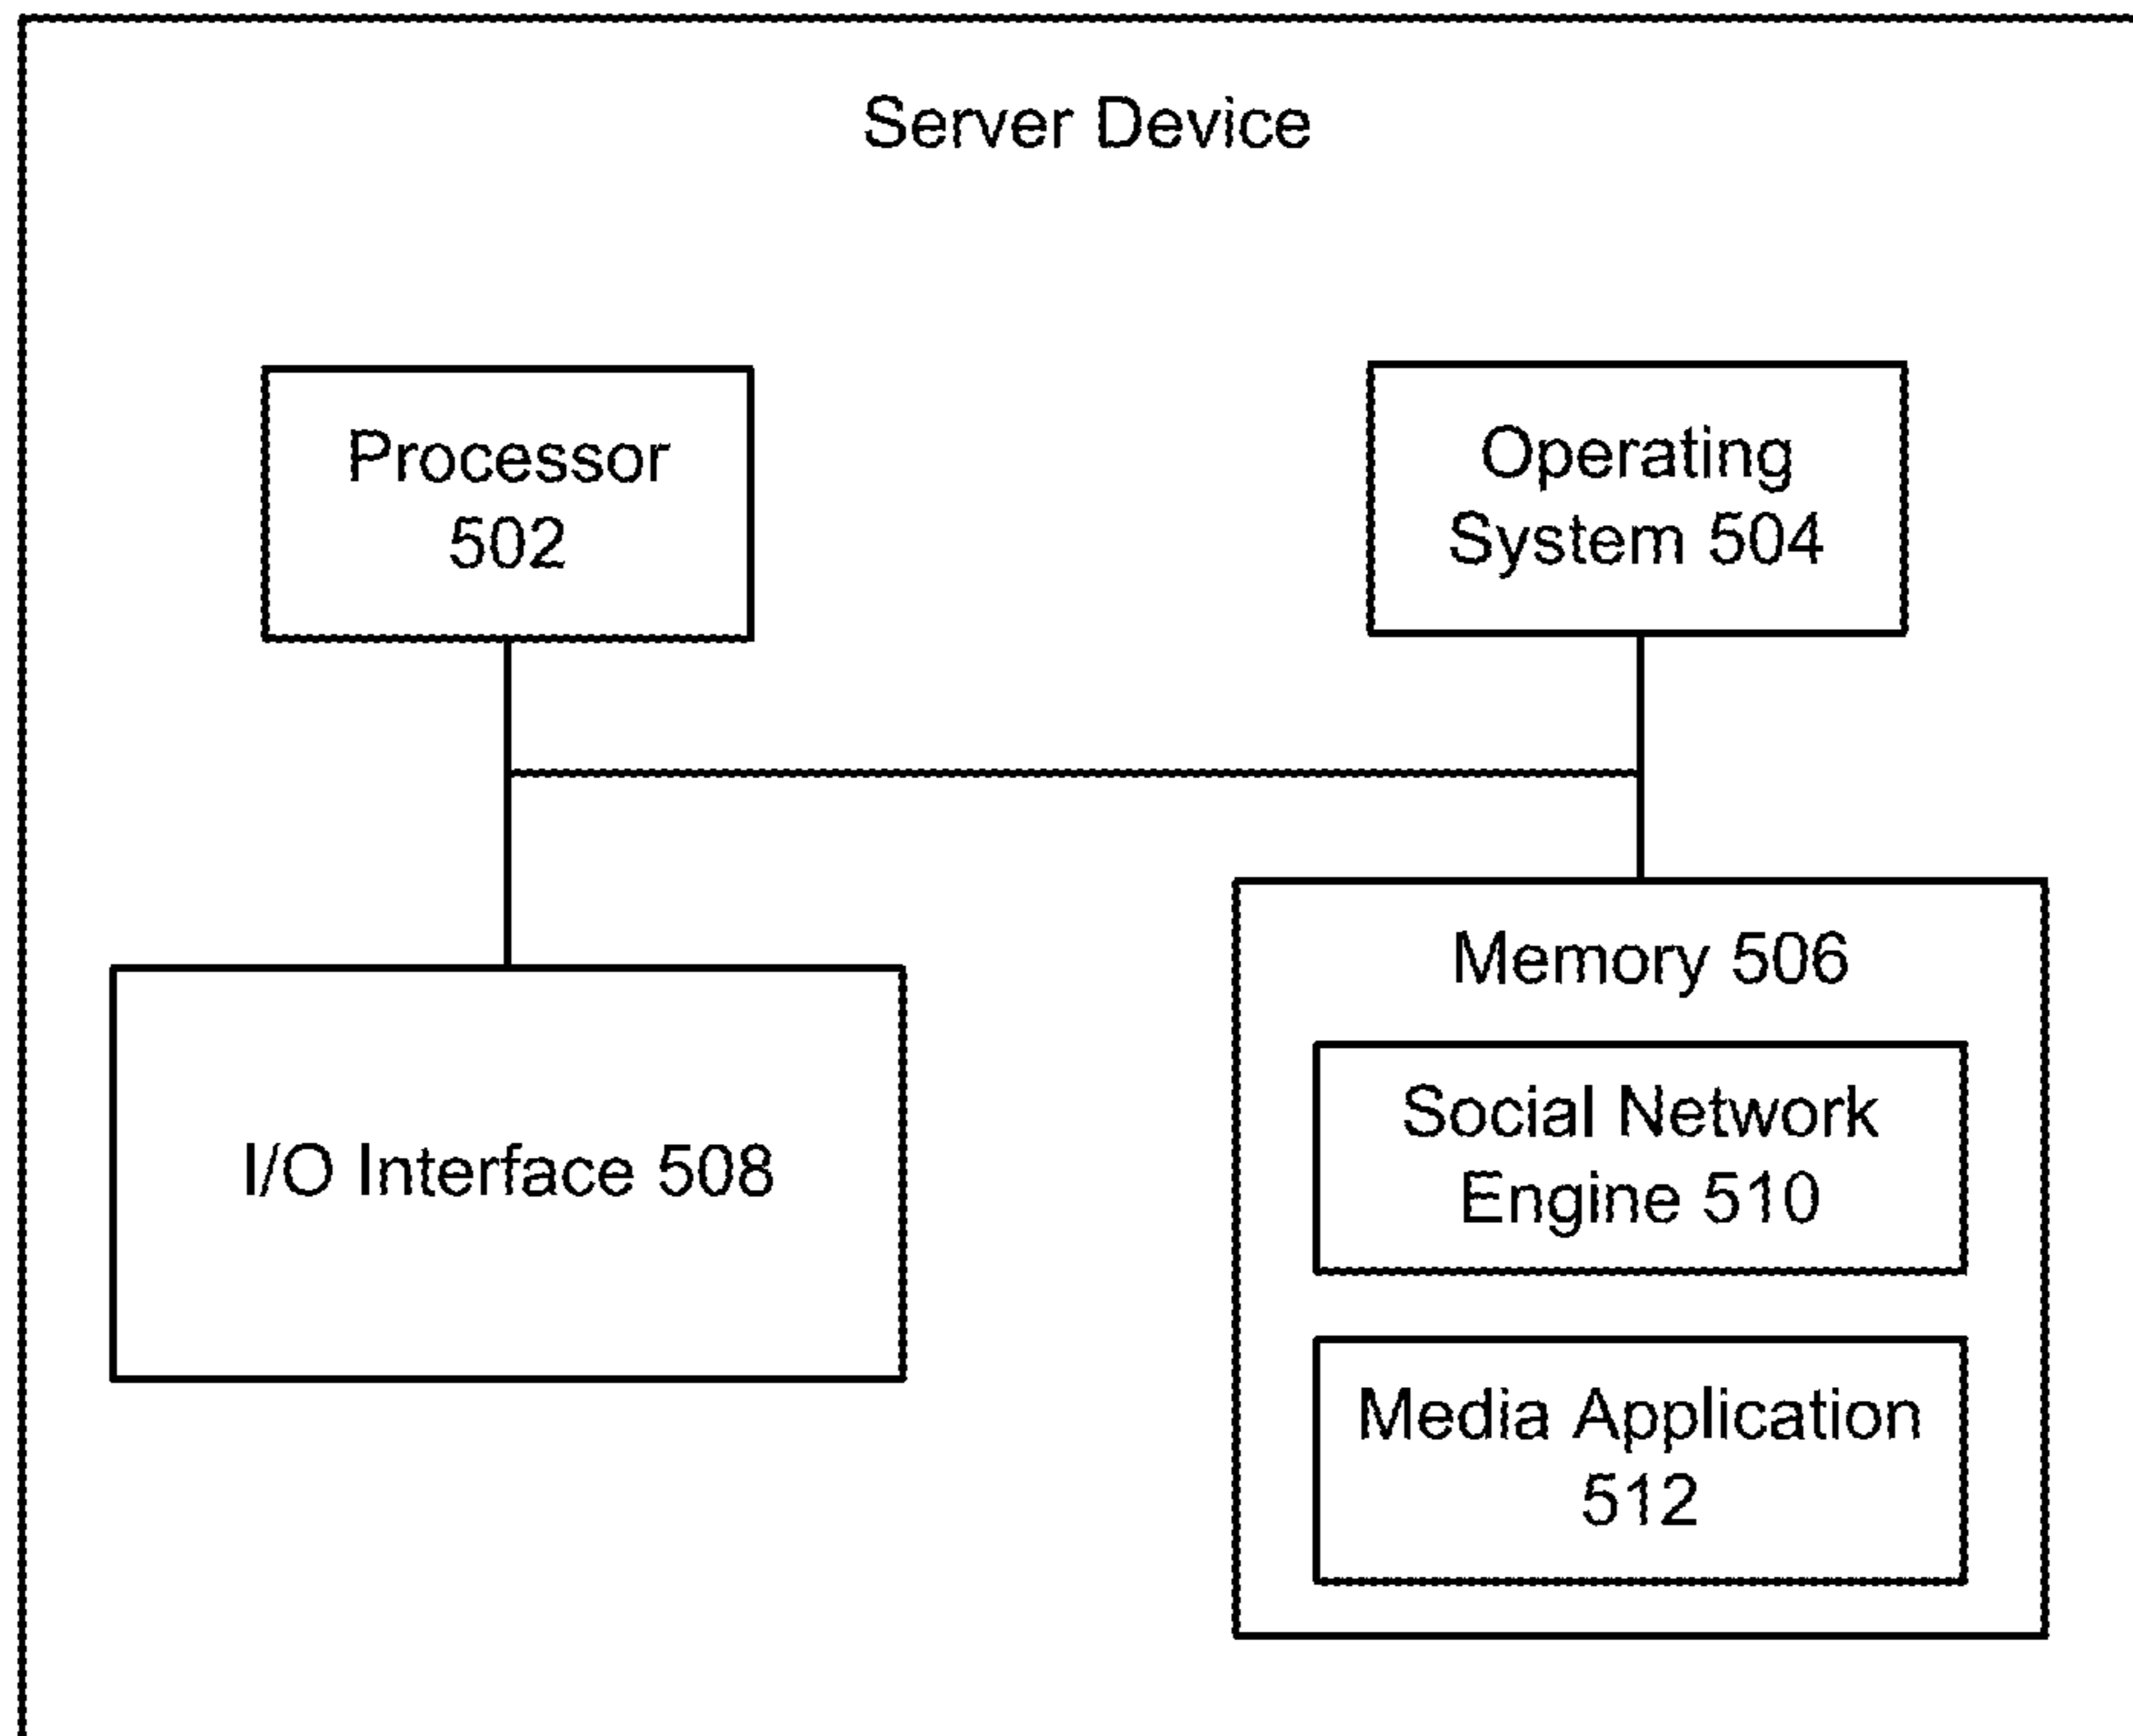 Server Device
Processor
502
Operating
System 504
I/O Interface 508
Memory 506
Social Network
Engine 510
Media Application
512